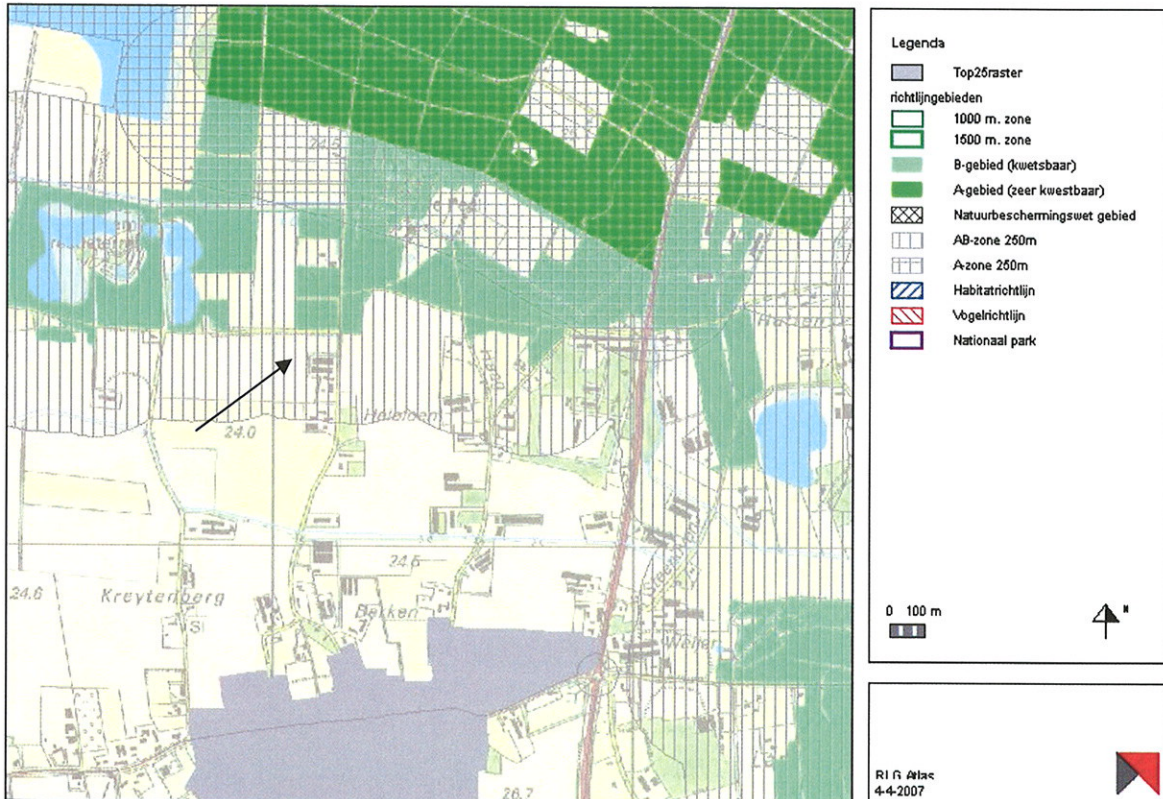 24.5
24.0
Kreytenberg
24.6
24.6
Bekken
Weijer
26.7
Legenda
Top25raster
richtlijngebieden
1000 m. zone
1500 m. zone
B-gebied (kwetsbaar)
A-gebied (zeer kwestbaar)
Natuurbeschermingswet gebied
AB-zone 250m
A-zone 250m
Habitatrichtlijn
Vogelrichtlijn
Nationaal park
0 100 m
N
RLG Atlas
4-4-2007